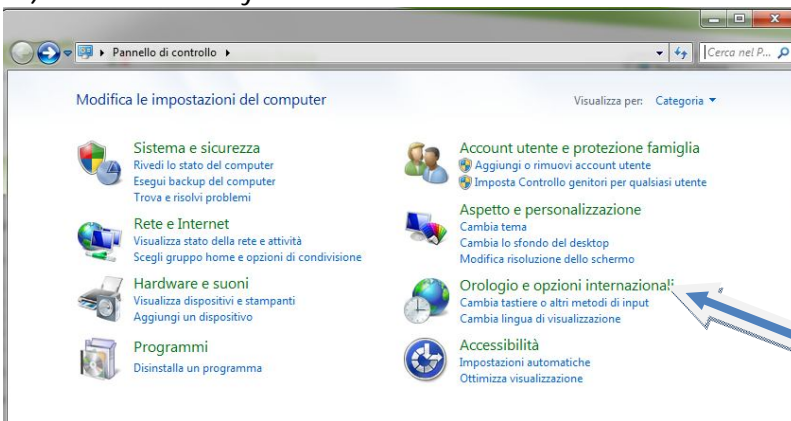 Pannello di controllo
Cerca nel P...
Modifica le impostazioni del computer
Visualizza per: Categoria
Sistema e sicurezza
Rivedi lo stato del computer
Esegui backup del computer
Trova e risolvi problemi
Rete e Internet
Visualizza stato della rete e attività
Scegli gruppo home e opzioni di condivisione
Hardware e suoni
Visualizza dispositivi e stampanti
Aggiungi un dispositivo
Programmi
Disinstalla un programma
Account utente e protezione famiglia
Aggiungi o rimuovi account utente
Imposta Controllo genitori per qualsiasi utente
Aspetto e personalizzazione
Cambia tema
Cambia lo sfondo del desktop
Modifica risoluzione dello schermo
Orologio e opzioni internazionali
Cambia tastiere o altri metodi di input
Cambia lingua di visualizzazione
Accessibilità
Impostazioni automatiche
Ottimizza visualizzazione